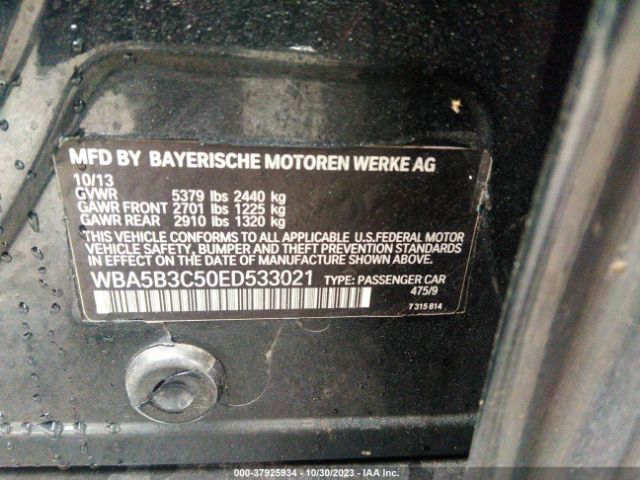 MFD BY BAYERISCHE MOTOREN WERKE AG
10/13
GVWR 5379 lbs 2440 kg
GAWR FRONT 2701 lbs 1225 kg
GAWR REAR 2910 lbs 1320 kg
THIS VEHICLE CONFORMS TO ALL APPLICABLE U.S.FEDERAL MOTOR
VEHICLE SAFETY, BUMPER AND THEFT PREVENTION STANDARDS
IN EFFECT ON THE DATE OF MANUFACTURE SHOWN ABOVE.
WBA5B3C50ED533021 TYPE: PASSENGER CAR
475/9
7 315 814
000-37925934 - 10/30/2023 - IAA Inc.